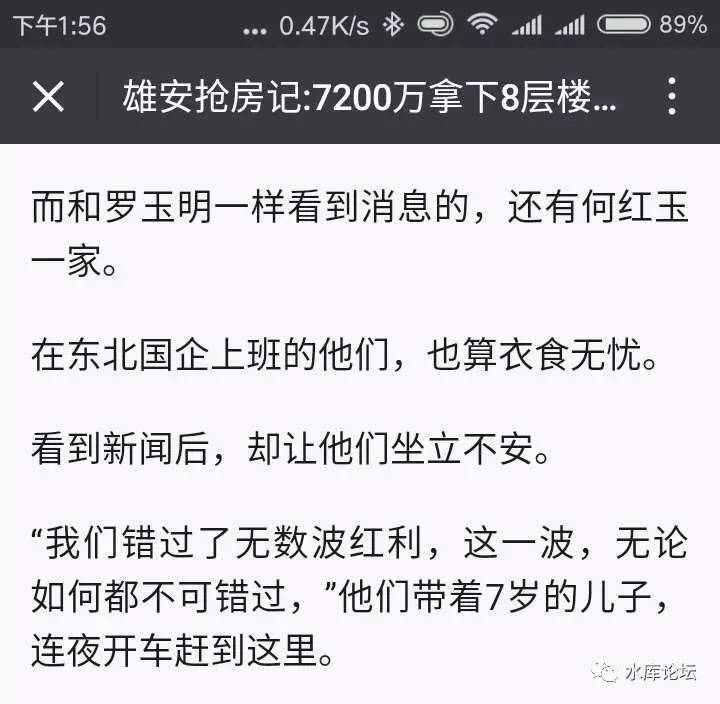 下午1:56 ... 0.47K/s 89%
雄安抢房记:7200万拿下8层楼...
而和罗玉明一样看到消息的，还有何红玉
一家。
在东北国企上班的他们，也算衣食无忧。
看到新闻后，却让他们坐立不安。
“我们错过了无数波红利，这一波，无论
如何都不可错过，”他们带着7岁的儿子，
连夜开车赶到这里。
水库论坛